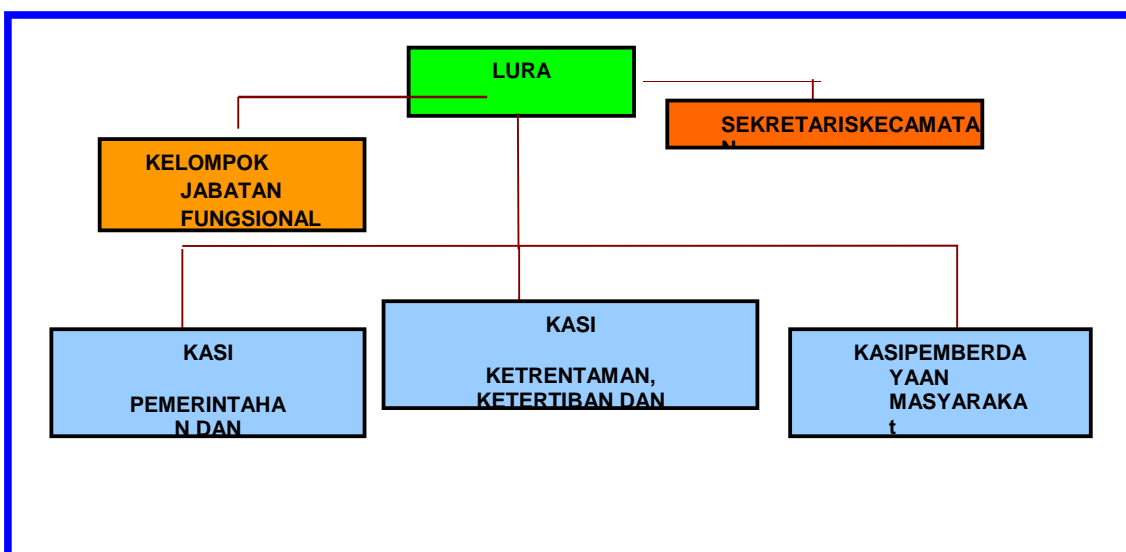 LURA
SEKRETARISKECAMATA
N
KELOMPOK
JABATAN
FUNGSIONAL
KASI
PEMERINTAHA
N DAN
KASI
KETRENTAMAN,
KETERTIBAN DAN
KASIPEMBERDA
YAAN
MASYARAKA
t